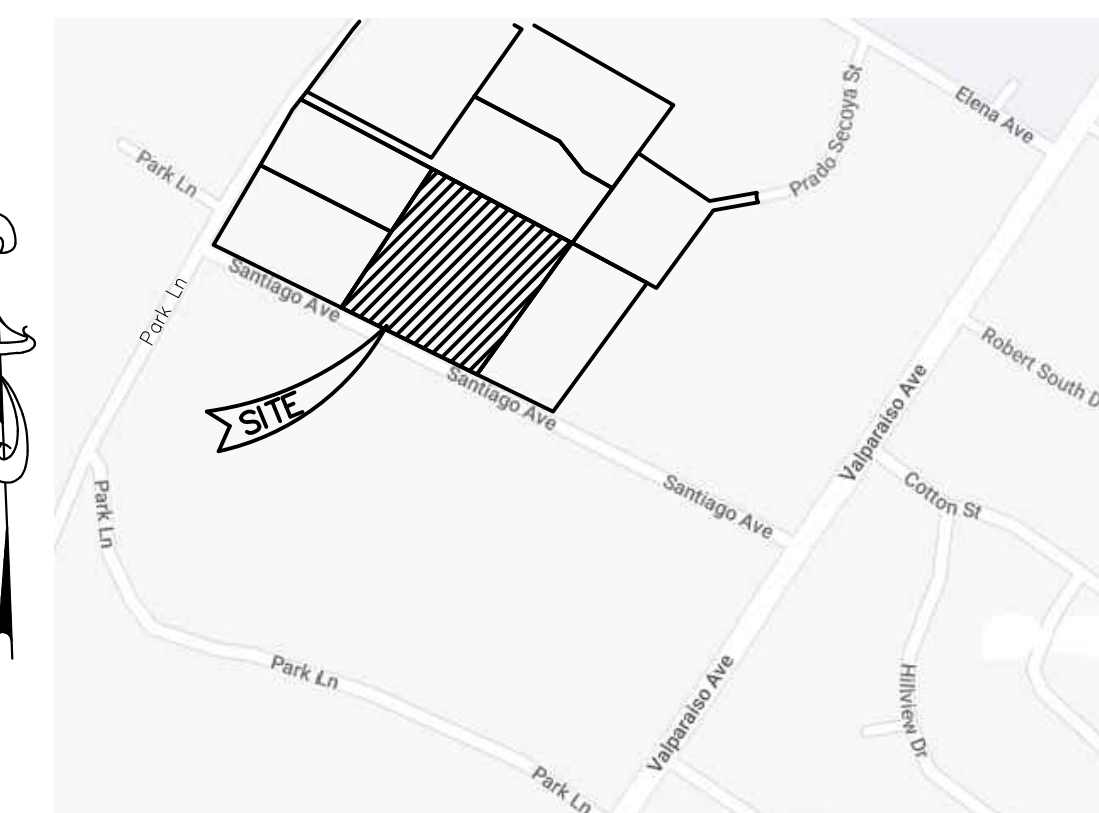 Elena Ave
Prado Secoya St
Park Ln
Santiago Ave
Park Ln
Robert South D
SITE
Santiago Ave
Valparaiso Ave
Santiago Ave
Cotton St
Park Ln
Park Ln
Hillview Dr
Valparaiso Ave
Park Ln